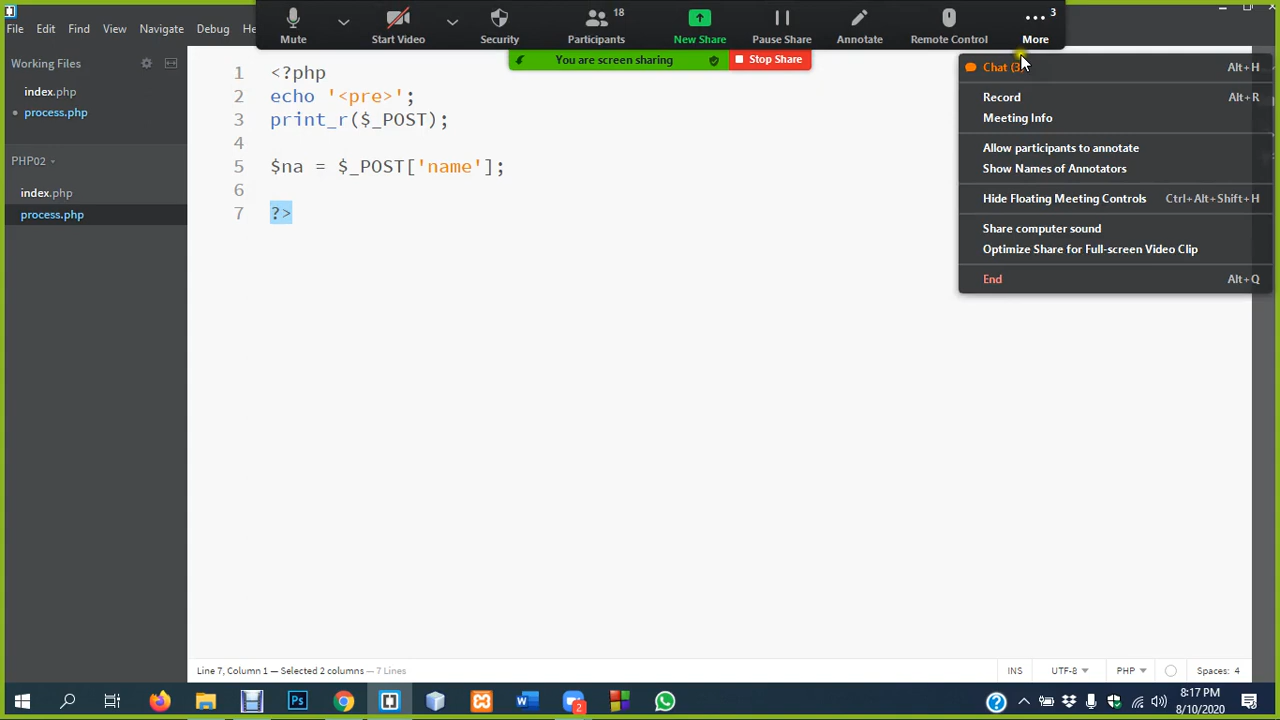 18
3
Mute
Start Video
Security
Participants
New Share
Pause Share
Annotate
Remote Control
More
File Edit Find View Navigate Debug
You are screen sharing
Stop Share
Working Files
index.php
process.php
PHP02
index.php
process.php
1 <?php
2 echo '<pre>';
3 print_r($_POST);
4
5 $na = $_POST['name'];
6
7 ?>
Chat (3) Alt+H
Record Alt+R
Meeting Info
Allow participants to annotate
Show Names of Annotators
Hide Floating Meeting Controls Ctrl+Alt+Shift+H
Share computer sound
Optimize Share for Full-screen Video Clip
End Alt+Q
Line 7, Column 1 — Selected 2 columns — 7 Lines
INS UTF-8 PHP Spaces: 4
2
8:17 PM
8/10/2020